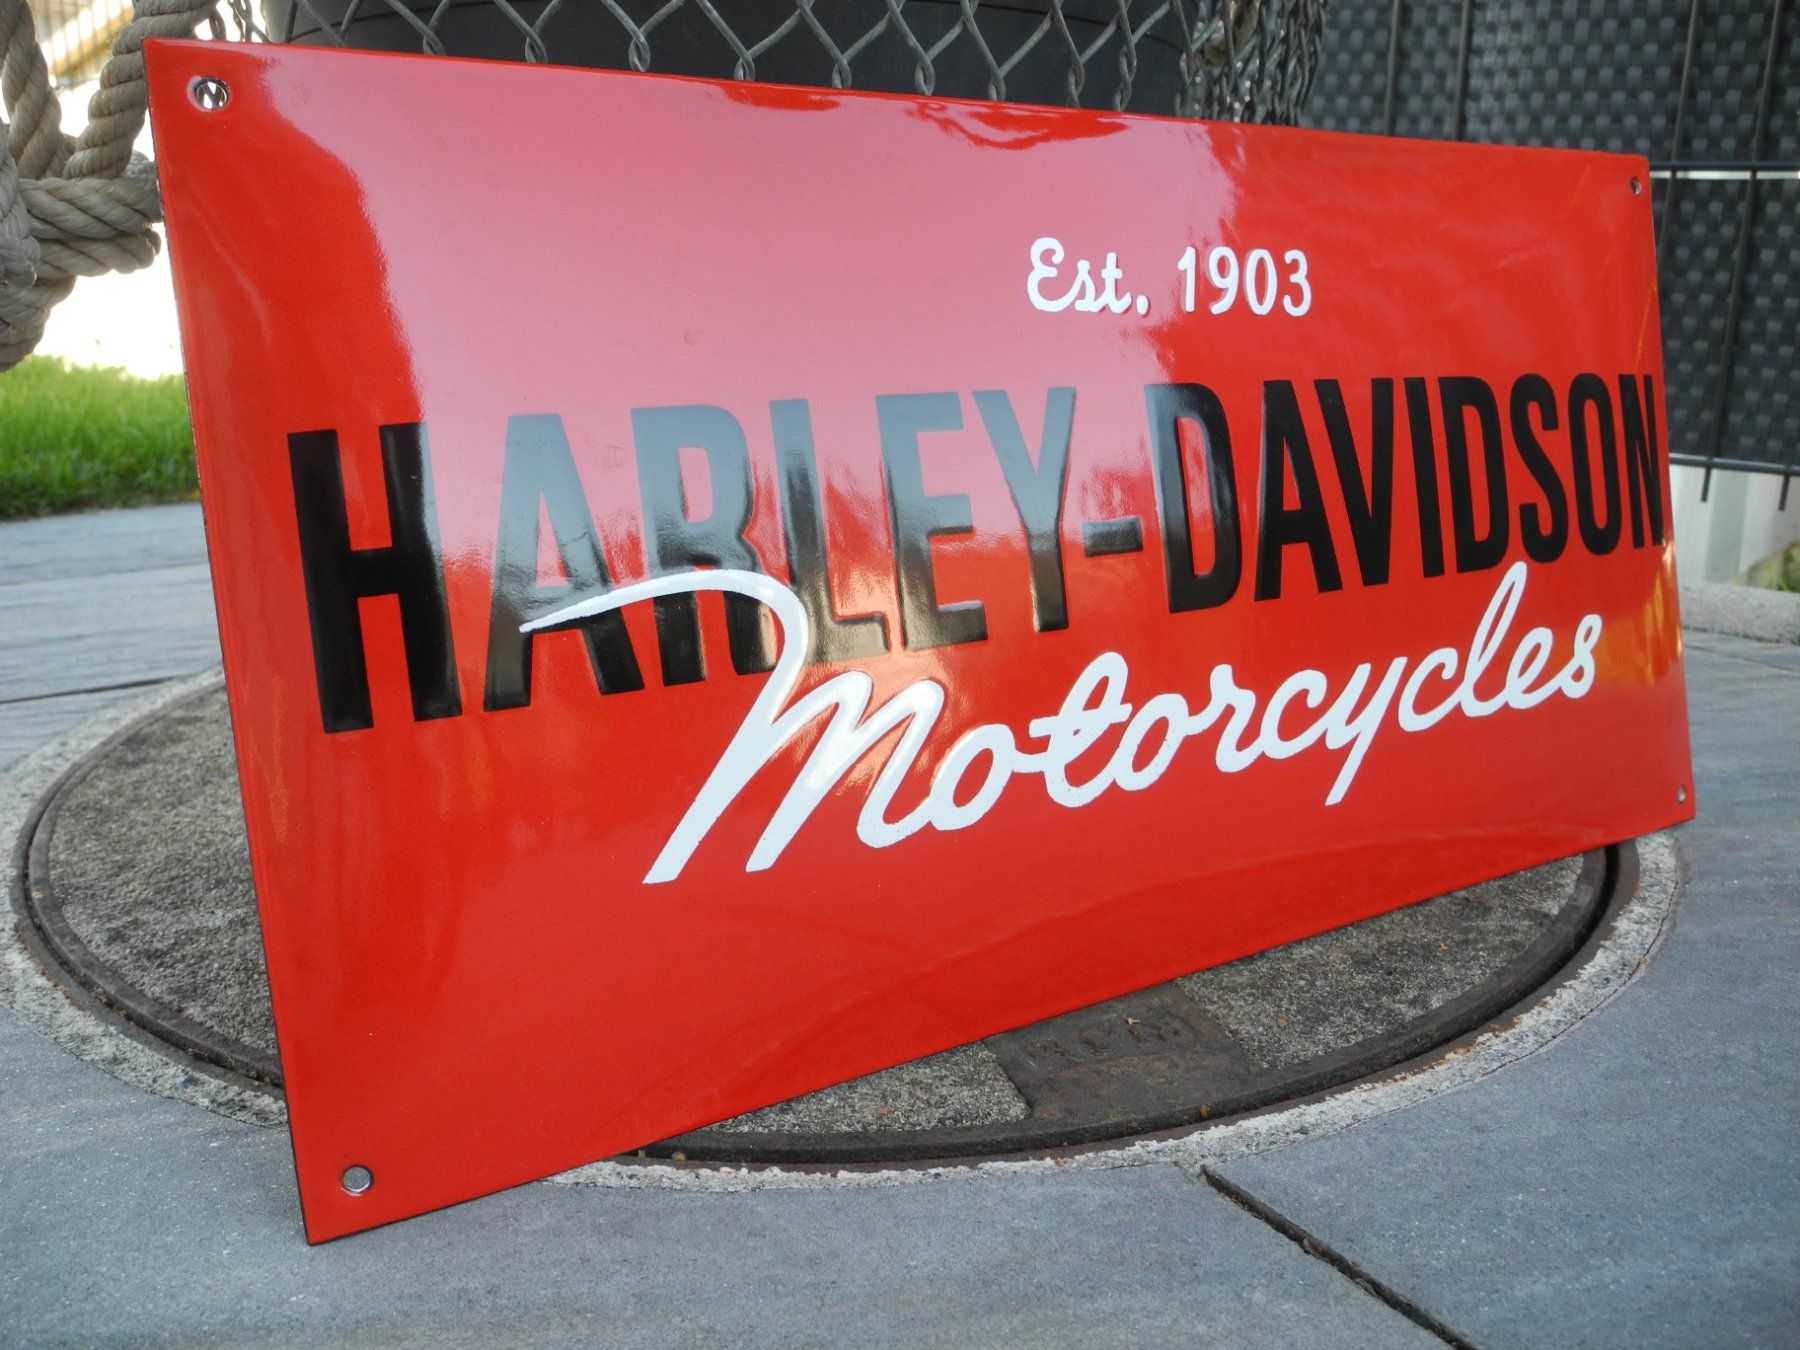 Est. 1903
HARLEY-DAVIDSON
Motorcycles